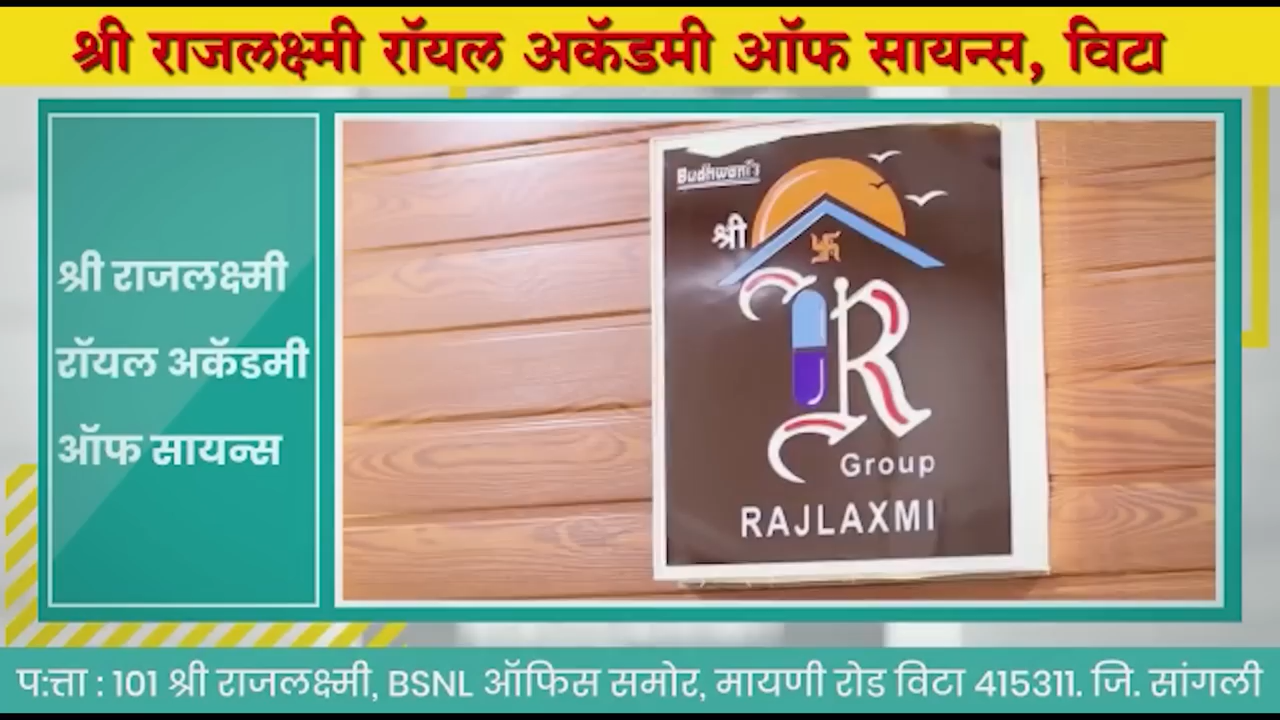 श्री राजलक्ष्मी रॉयल अकॅडमी ऑफ सायन्स, विटा
श्री राजलक्ष्मी
रॉयल अकॅडमी
ऑफ सायन्स
Budhwani's
श्री
R
Group
RAJLAXMI
प:त्ता : 101 श्री राजलक्ष्मी, BSNL ऑफिस समोर, मायणी रोड विटा 415311. जि. सांगली